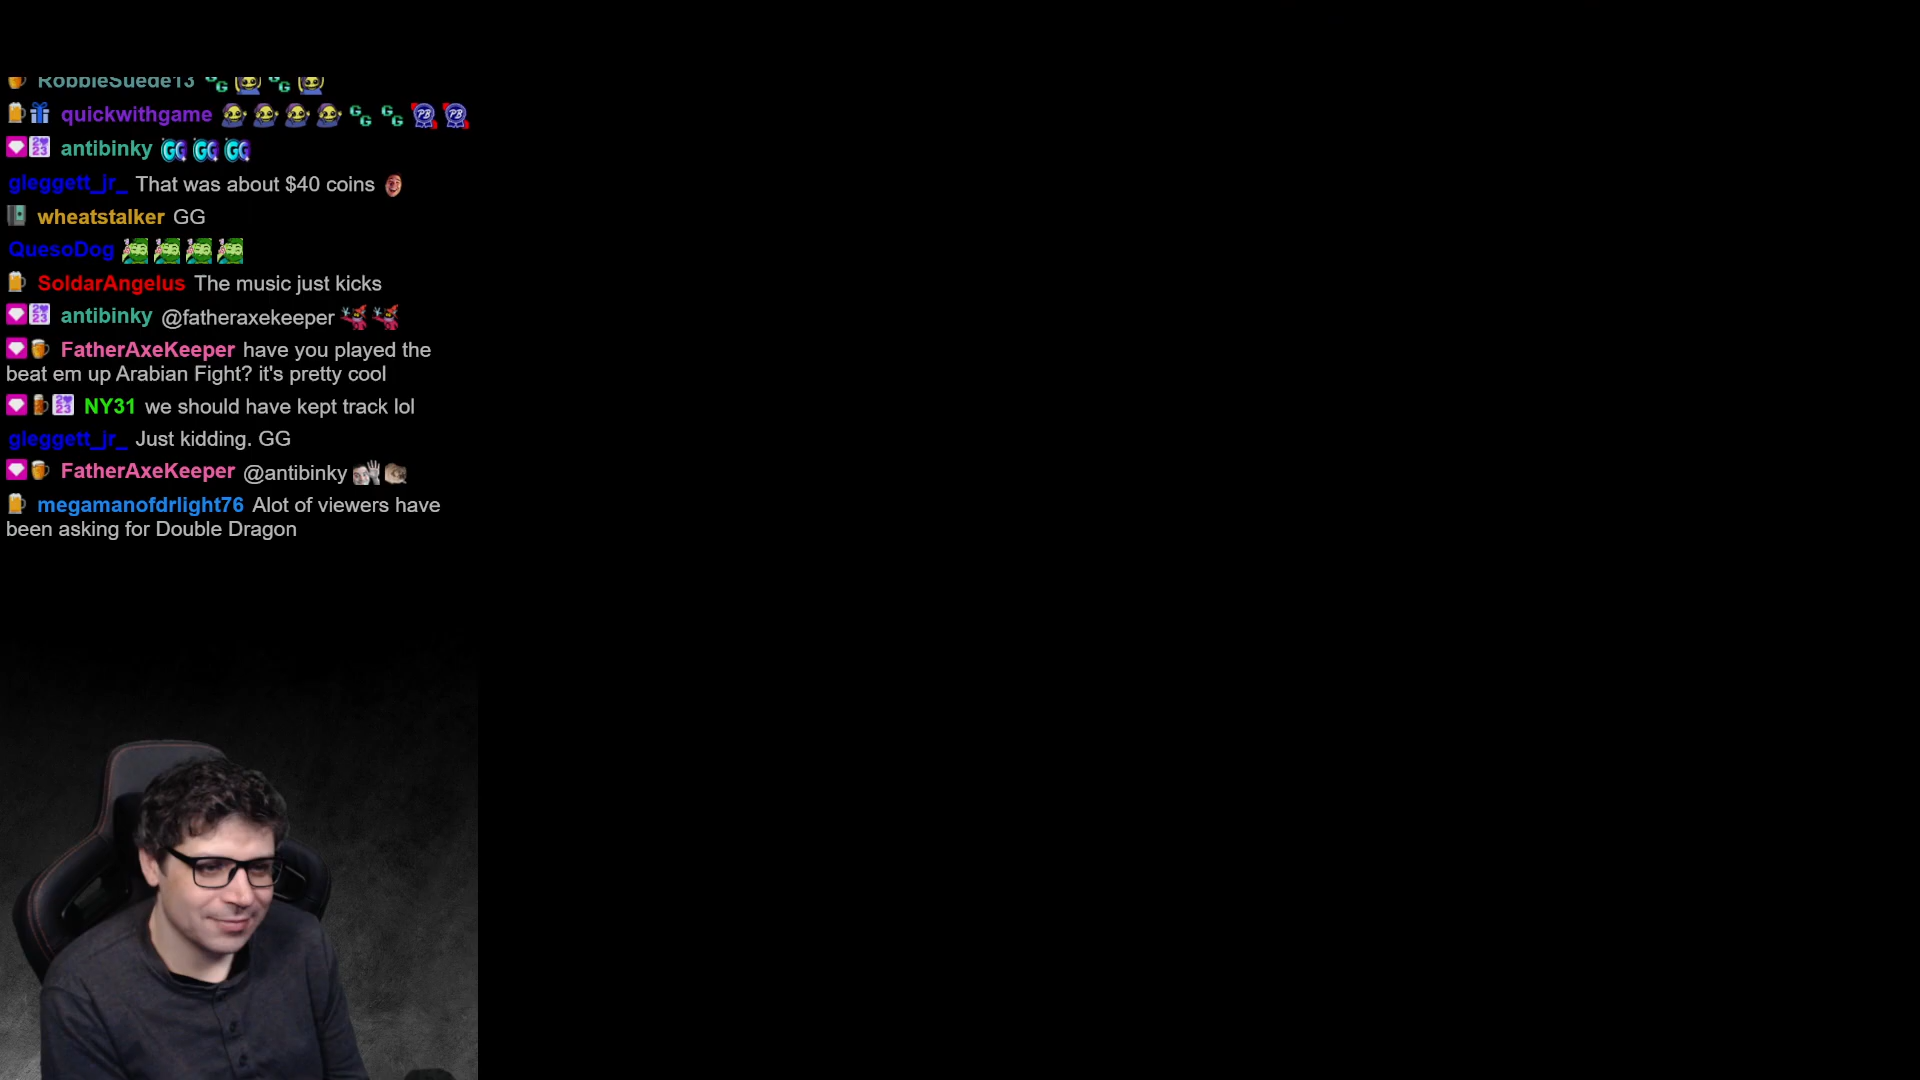 RobbieSuede13
quickwithgame
antibinky
gleggett_jr_ That was about $40 coins
wheatstalker GG
QuesoDog
SoldarAngelus The music just kicks
antibinky @fatheraxekeeper
FatherAxeKeeper have you played the
beat em up Arabian Fight? it's pretty cool
NY31 we should have kept track lol
gleggett_jr_ Just kidding. GG
FatherAxeKeeper @antibinky
megamanofdrlight76 Alot of viewers have
been asking for Double Dragon